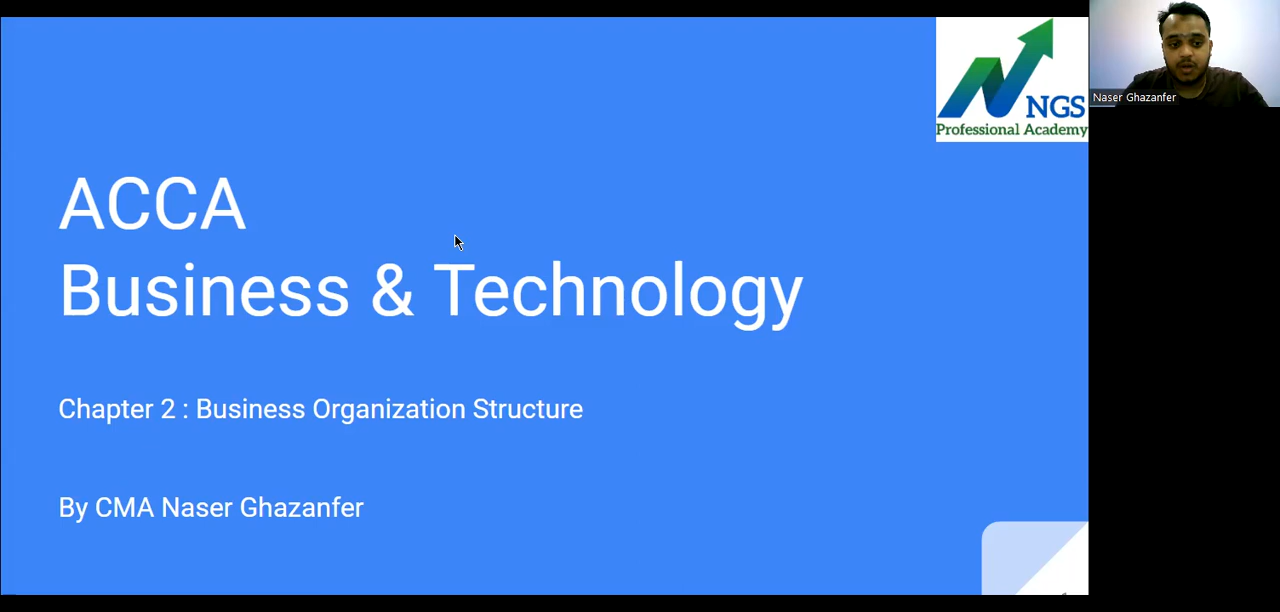 NGS
Professional Academy
Naser Ghazanfer
ACCA
Business & Technology
Chapter 2 : Business Organization Structure
By CMA Naser Ghazanfer